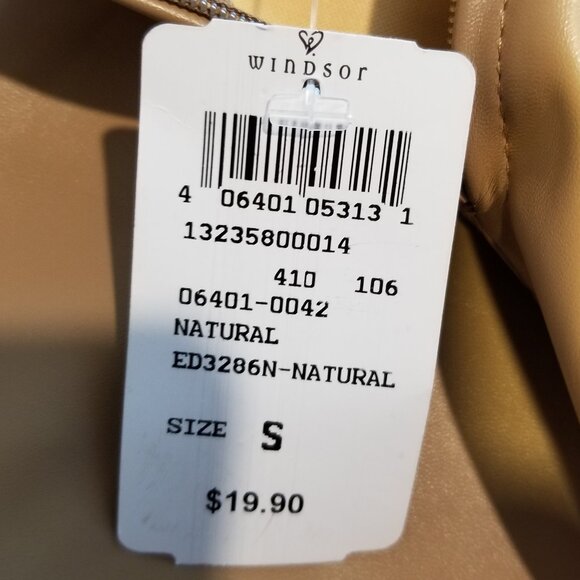 WINDSOR
4 06401 05313 1
13235800014
410 106
06401-0042
NATURAL
ED3286N-NATURAL
SIZE S
$19.90